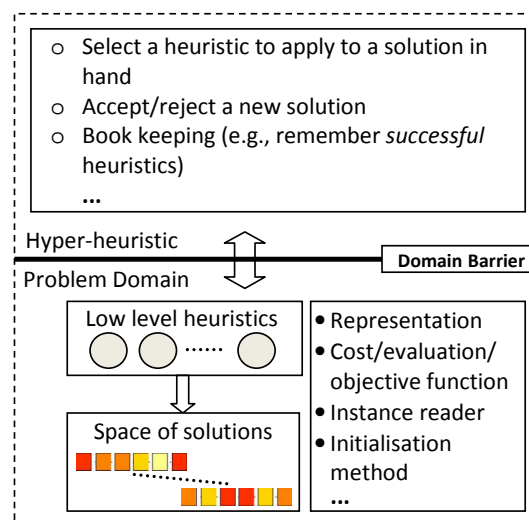 ○ Select a heuristic to apply to a solution in
hand
○ Accept/reject a new solution
○ Book keeping (e.g., remember successful
heuristics)
...
Hyper-heuristic
Domain Barrier
Problem Domain
Low level heuristics
......
Space of solutions
• Representation
• Cost/evaluation/
objective function
• Instance reader
• Initialisation
method
...